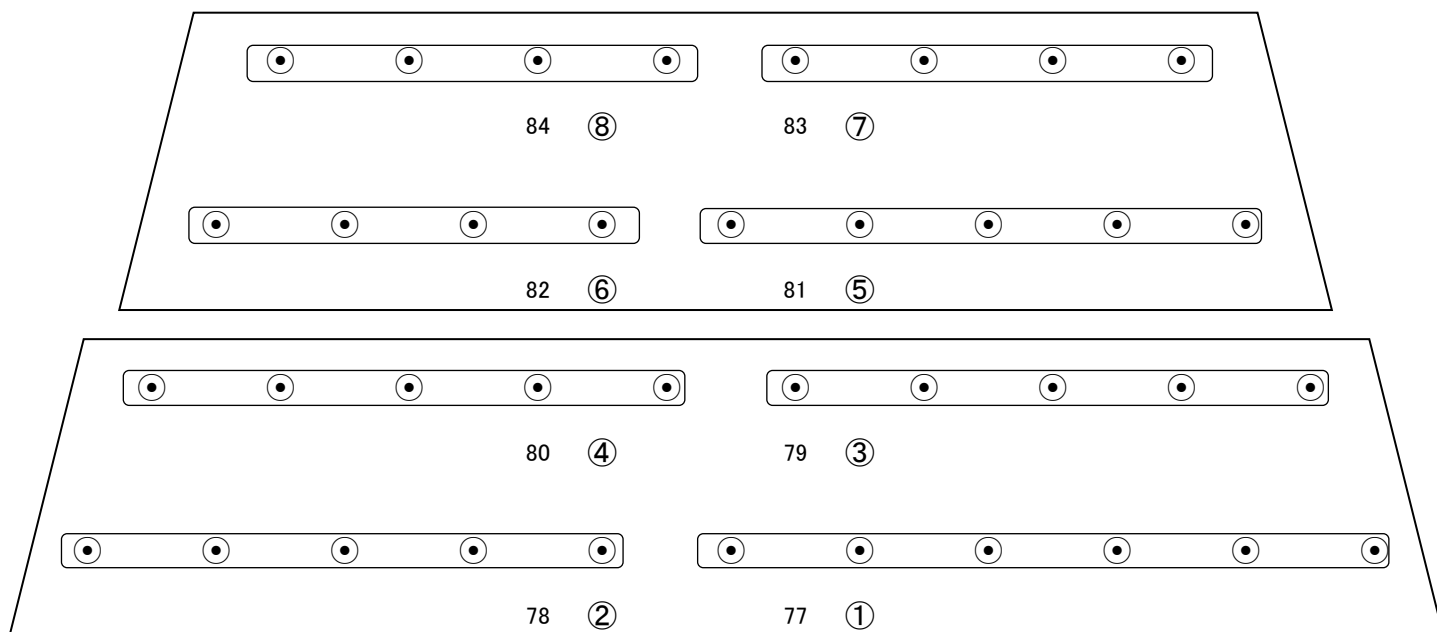 84 ⑧ 83 ⑦
82 ⑥ 81 ⑤
80 ④ 79 ③
78 ② 77 ①